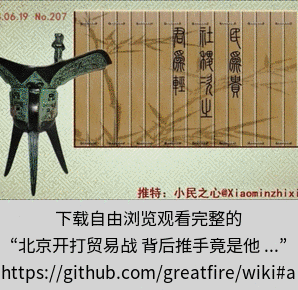 .06.19 No.207
民為貴
社稷次之
君為輕
推特：小民之心@Xiaominzhixi
下载自由浏览观看完整的
“北京开打贸易战 背后推手竟是他 ...”
https://github.com/greatfire/wiki#a